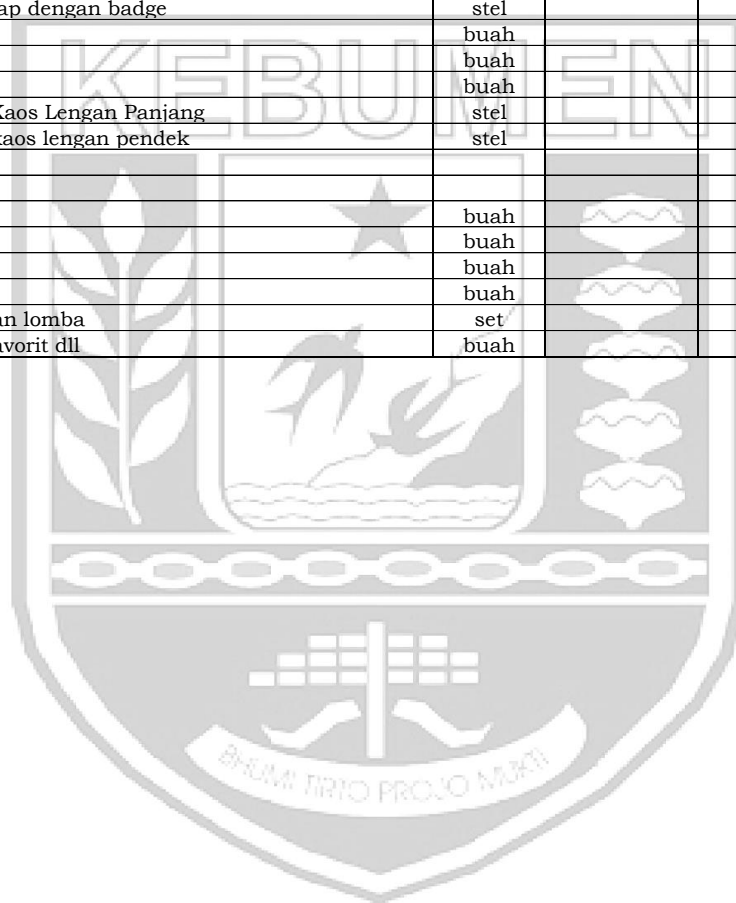 ap dengan badge stel
buah
KEBUMEN
buah
buah
Kaos Lengan Panjang stel
kaos lengan pendek stel
buah
buah
buah
buah
an lomba set
avorit dll buah
BHUMI TIRTO PROJO MUKTI